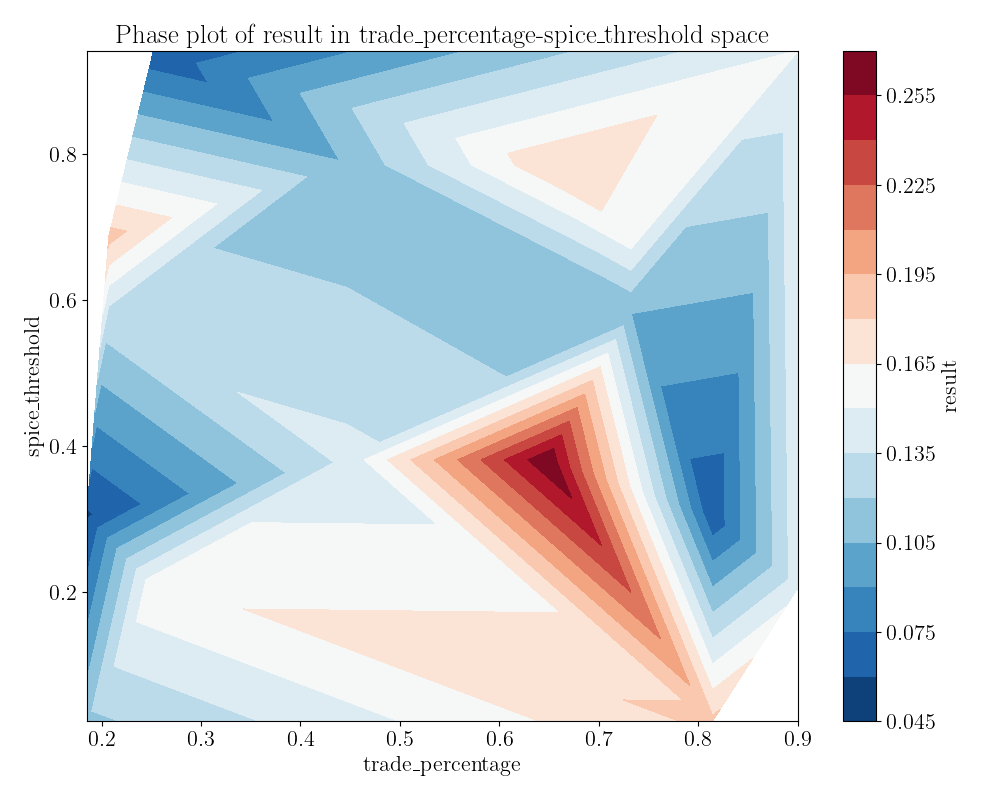 Phase plot of result in trade_percentage-spice_threshold space
spice_threshold
0.8
0.6
0.4
0.2
0.2 0.3 0.4 0.5 0.6 0.7 0.8 0.9
trade_percentage
0.255
0.225
0.195
0.165
0.135
0.105
0.075
0.045
result